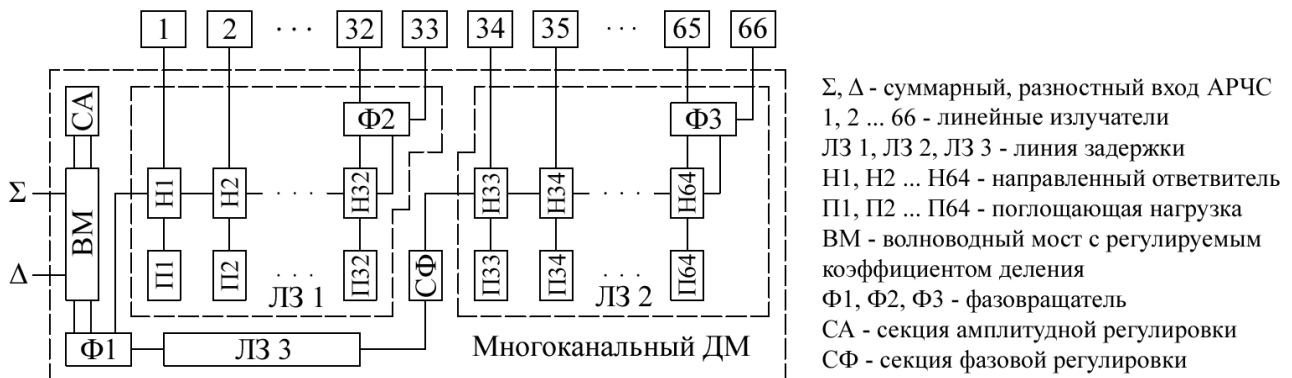 1 2 · · · 32 33 34 35 · · · 65 66
СА Ф2 Ф3
Σ ВМ Н1 Н2 · · · Н32 Н33 Н34 · · · Н64
Δ П1 П2 · · · П32 СФ П33 П34 · · · П64
ЛЗ 1 ЛЗ 2
Ф1 ЛЗ 3 Многоканальный ДМ
Σ, Δ - суммарный, разностный вход АРЧС
1, 2 ... 66 - линейные излучатели
ЛЗ 1, ЛЗ 2, ЛЗ 3 - линия задержки
Н1, Н2 ... Н64 - направленный ответвитель
П1, П2 ... П64 - поглощающая нагрузка
ВМ - волноводный мост с регулируемым
коэффициентом деления
Ф1, Ф2, Ф3 - фазовращатель
СА - секция амплитудной регулировки
СФ - секция фазовой регулировки